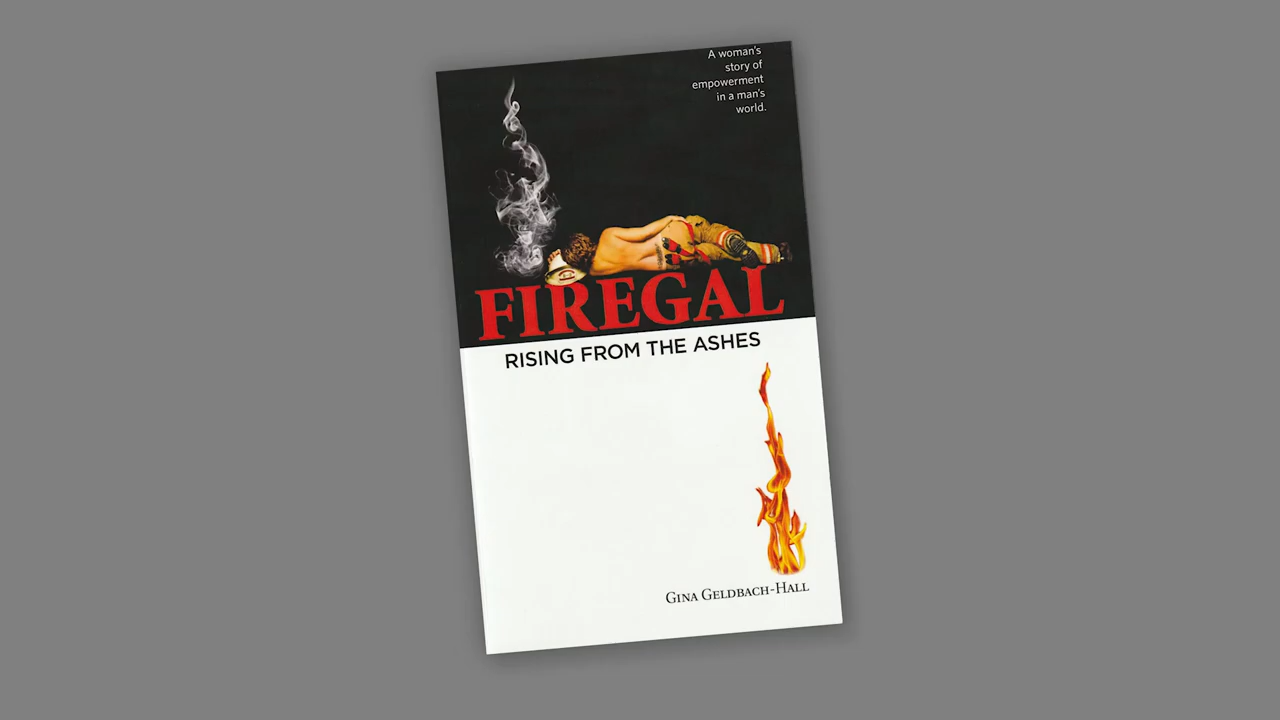 A woman's
story of
empowerment
in a man's
world.
FIREGAL
RISING FROM THE ASHES
Gina Geldbach-Hall